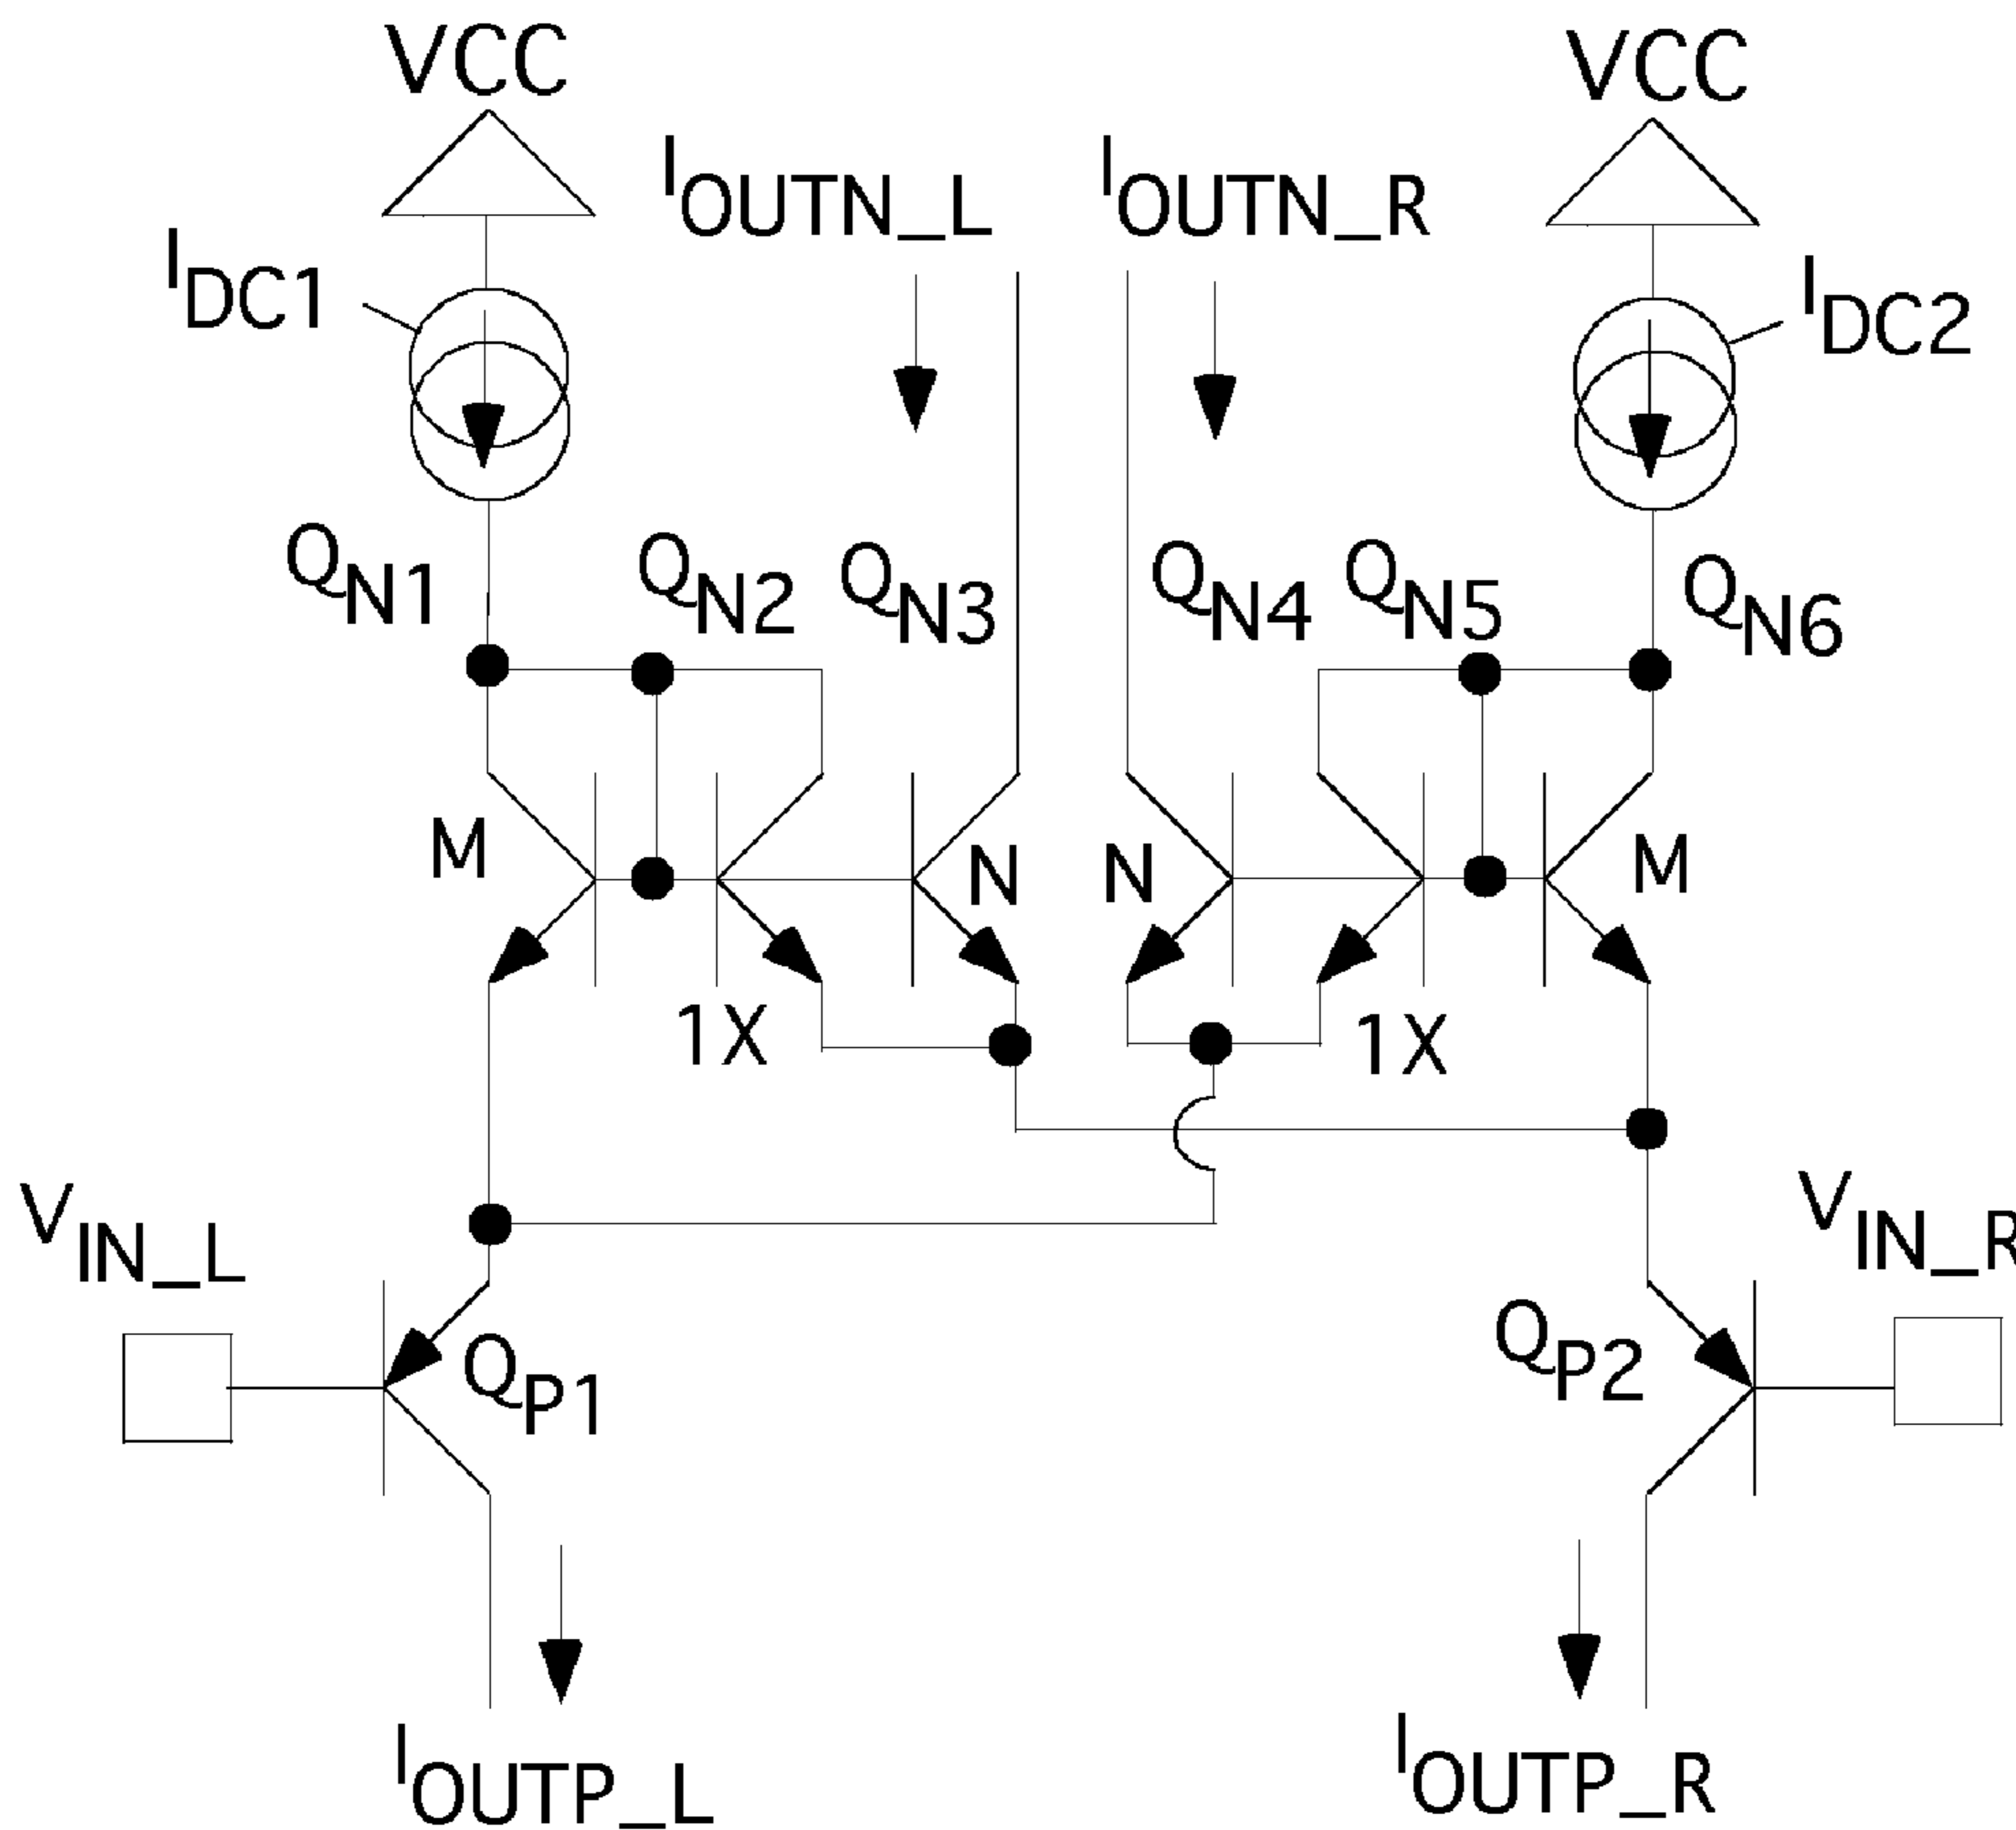 VCC
VCC
IOUTN_L
IOUTN_R
IDC1
IDC2
QN1
QN2
QN3
QN4
QN5
QN6
M
N
N
M
1X
1X
VIN_L
VIN_R
QP1
QP2
IOUTP_L
IOUTP_R